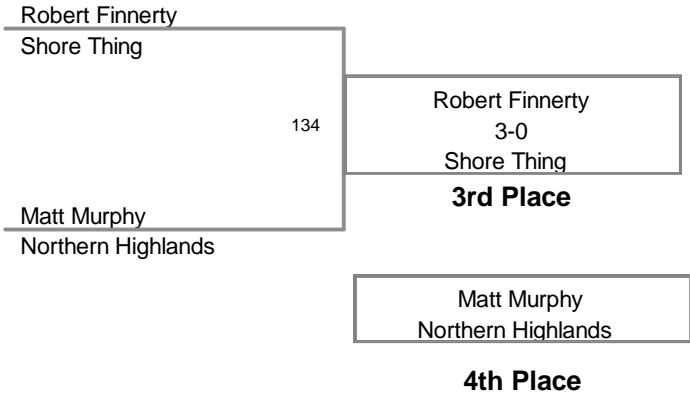 Robert Finnerty
Shore Thing
134
Robert Finnerty
3-0
Shore Thing
3rd Place
Matt Murphy
Northern Highlands
Matt Murphy
Northern Highlands
4th Place